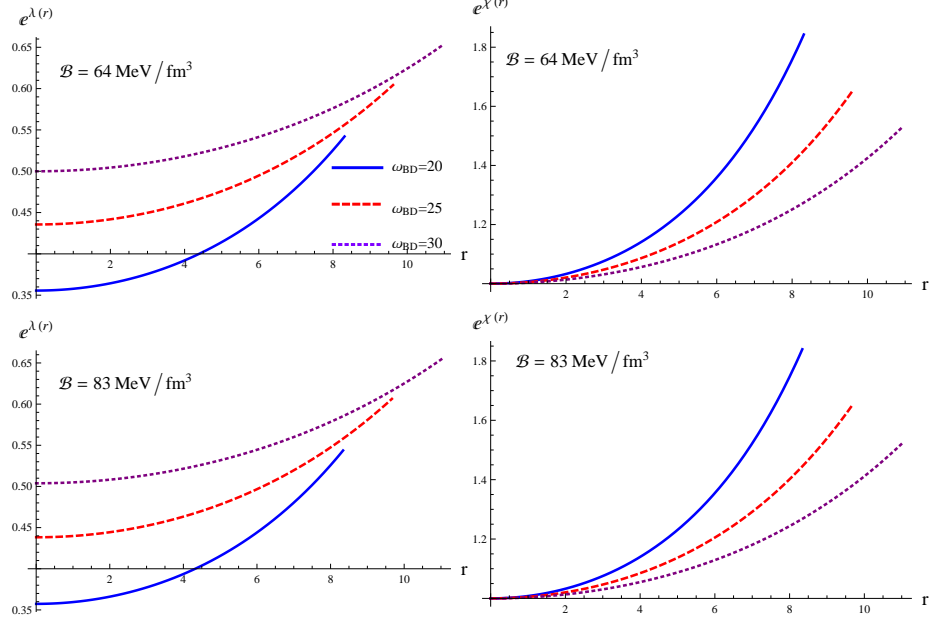 𝕖^λ(r)
0.65
ℬ = 64 MeV/fm³
0.60
0.55
0.50
ω_BD=20
0.45
ω_BD=25
ω_BD=30
2 4 6 8 10 r
0.35
𝕖^χ(r)
1.8
ℬ = 64 MeV/fm³
1.6
1.4
1.2
2 4 6 8 10 r
𝕖^λ(r)
0.65
ℬ = 83 MeV/fm³
0.60
0.55
0.50
0.45
2 4 6 8 10 r
0.35
𝕖^χ(r)
1.8
ℬ = 83 MeV/fm³
1.6
1.4
1.2
2 4 6 8 10 r